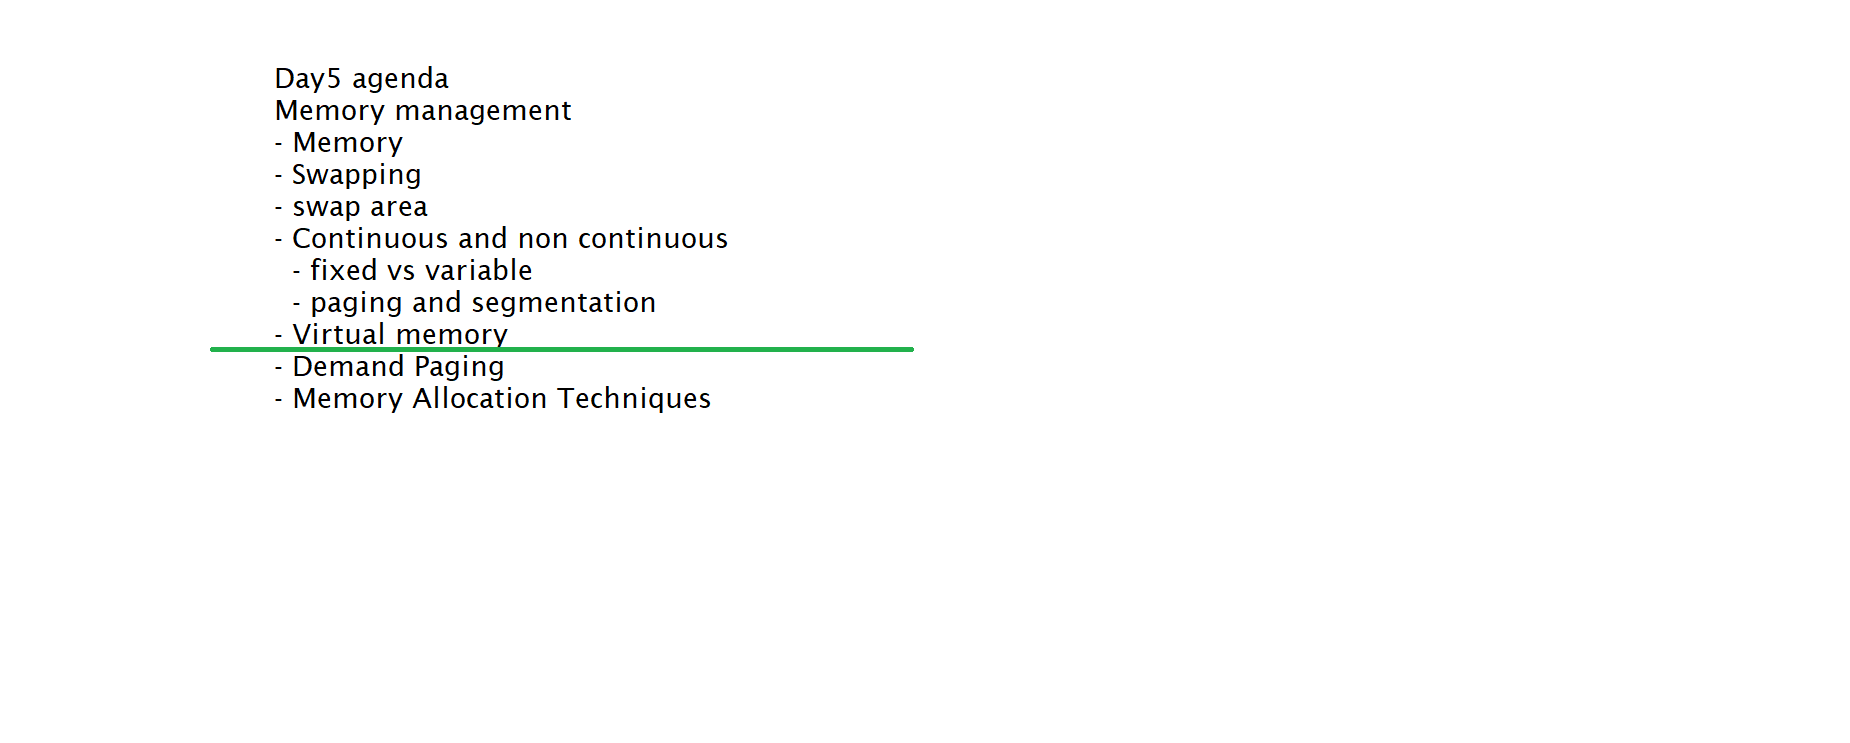 Day5 agenda
Memory management
- Memory
- Swapping
- swap area
- Continuous and non continuous
  - fixed vs variable
  - paging and segmentation
- Virtual memory
- Demand Paging
- Memory Allocation Techniques